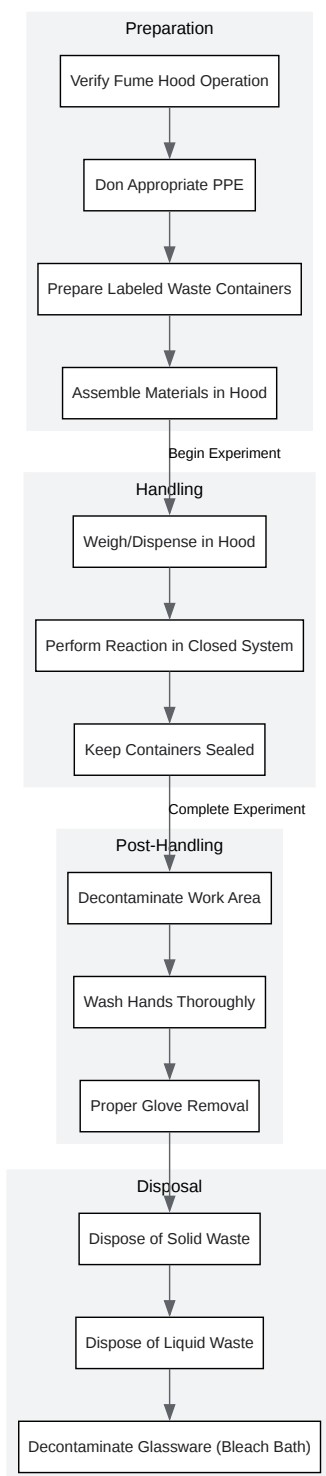 Preparation
Verify Fume Hood Operation
Don Appropriate PPE
Prepare Labeled Waste Containers
Assemble Materials in Hood
Begin Experiment
Handling
Weigh/Dispense in Hood
Perform Reaction in Closed System
Keep Containers Sealed
Complete Experiment
Post-Handling
Decontaminate Work Area
Wash Hands Thoroughly
Proper Glove Removal
Disposal
Dispose of Solid Waste
Dispose of Liquid Waste
Decontaminate Glassware (Bleach Bath)